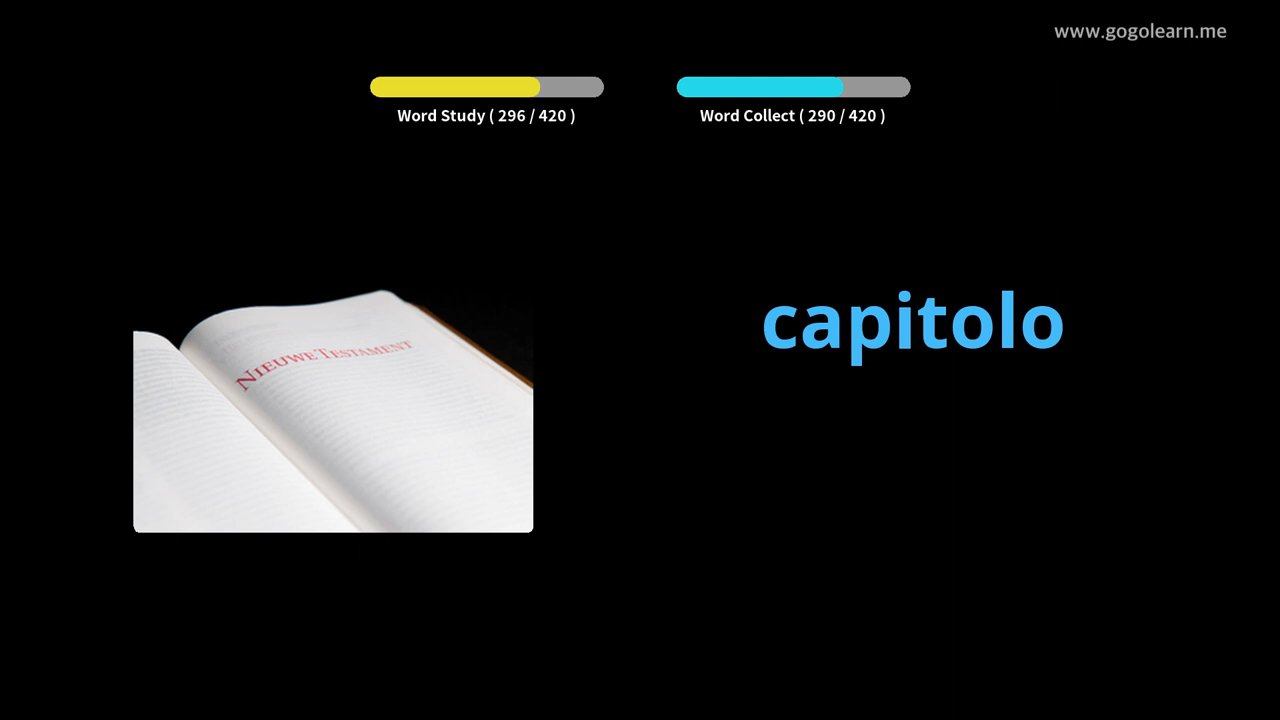 www.gogolearn.me
Word Study ( 296 / 420 )
Word Collect ( 290 / 420 )
NIEUWE TESTAMENT
capitolo